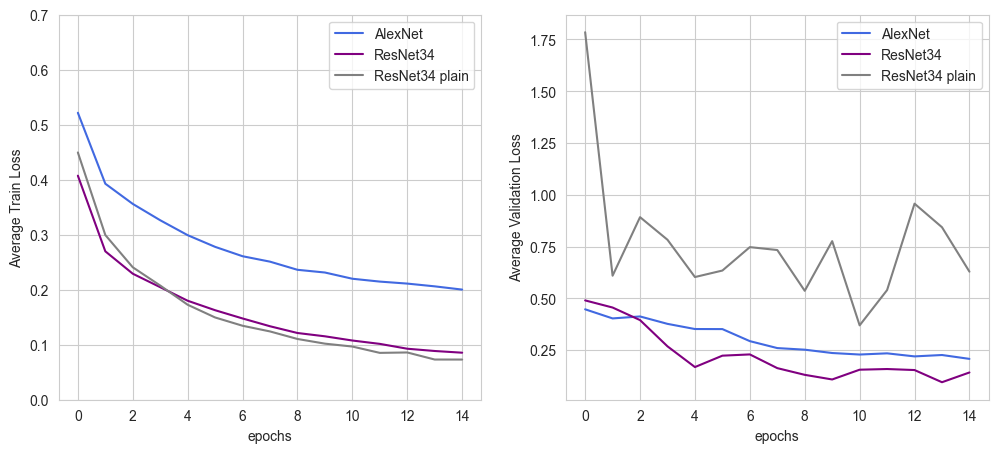 0.7
0.6
0.5
0.4
0.3
0.2
0.1
0.0
Average Train Loss
0 2 4 6 8 10 12 14
epochs
AlexNet
ResNet34
ResNet34 plain
1.75
1.50
1.25
1.00
0.75
0.50
0.25
Average Validation Loss
0 2 4 6 8 10 12 14
epochs
AlexNet
ResNet34
ResNet34 plain